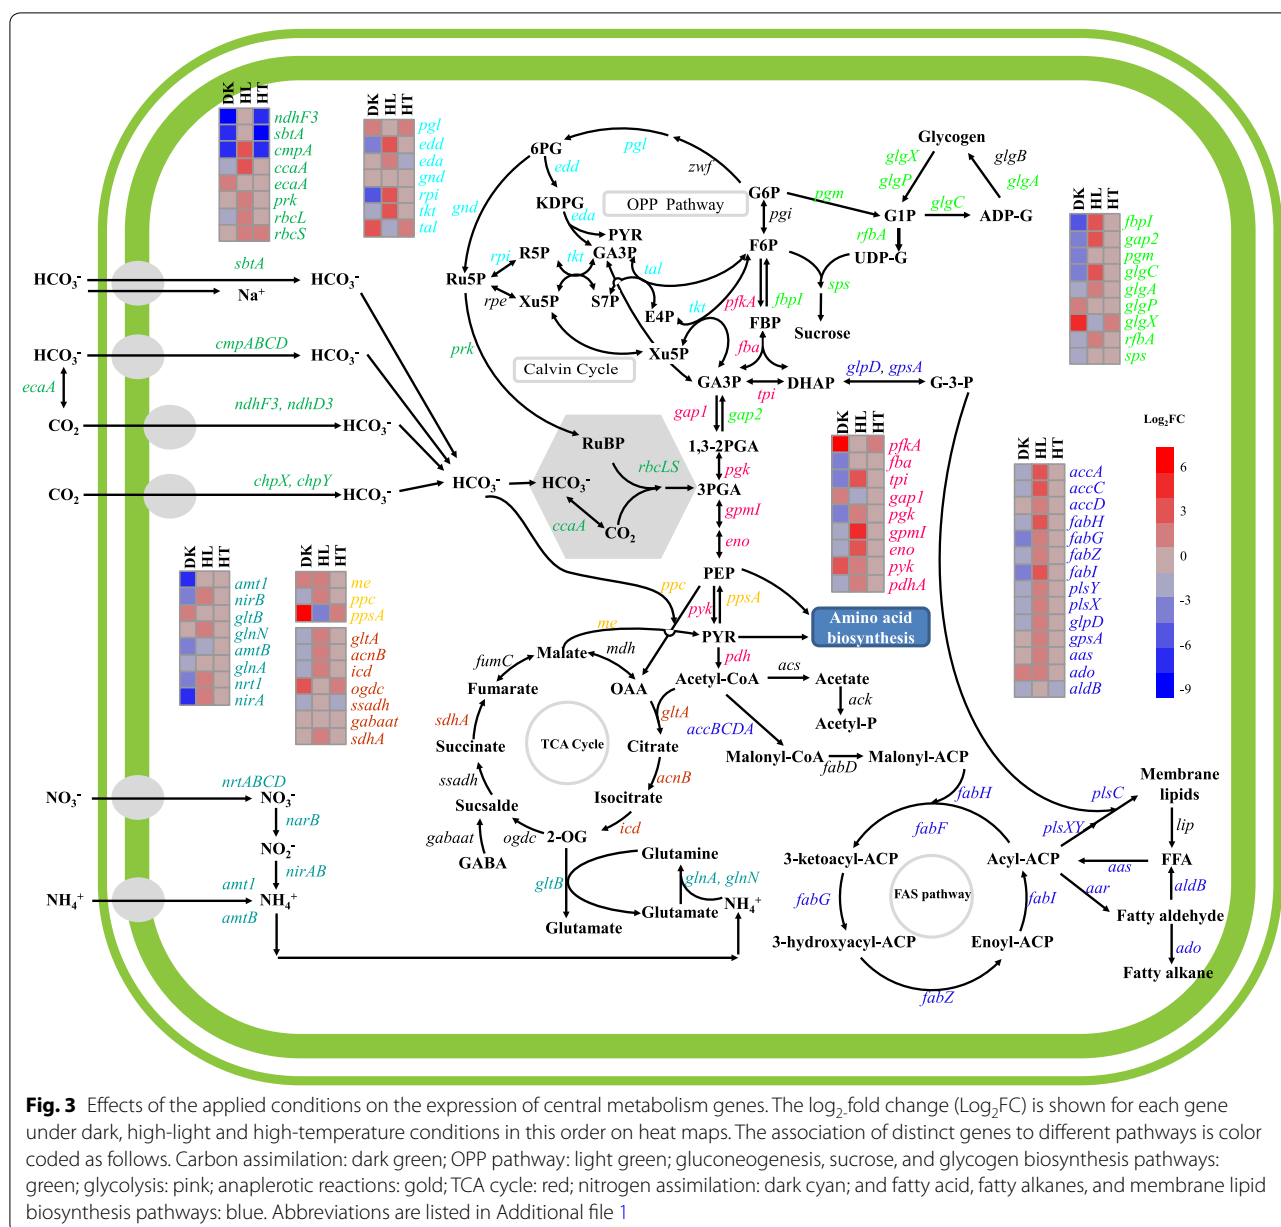 DK HL HT
ndhF3
sbtA
cmpA
ccaA
ecaA
prk
rbcL
rbcS
DK HL HT
pgl
edd
eda
gnd
rpi
tkt
tal
6PG
pgl
zwf
edd
gnd
KDPG
eda
PYR
OPP Pathway
G6P
pgi
pgm
Glycogen
glgX
glgB
glgP
glgA
G1P
glgC
ADP-G
rfbA
UDP-G
F6P
sps
Sucrose
rpi
R5P
tkt
GA3P
tal
Ru5P
rpe
Xu5P
S7P
E4P
tkt
pfkA
fbpI
FBP
fba
Xu5P
prk
Calvin Cycle
GA3P
tpi
DHAP
glpD, gpsA
G-3-P
DK HL HT
fbpI
gap2
pgm
glgC
glgA
glgP
glgX
rfbA
sps
HCO₃⁻
sbtA
HCO₃⁻
Na⁺
HCO₃⁻
cmpABCD
HCO₃⁻
ecaA
CO₂
ndhF3, ndhD3
HCO₃⁻
CO₂
chpX, chpY
HCO₃⁻
HCO₃⁻
HCO₃⁻
RuBP
rbcLS
ccaA
CO₂
gap1
gap2
1,3-2PGA
pgk
3PGA
gpmI
eno
PEP
ppc
pyk
ppsA
PYR
Amino acid
biosynthesis
DK HL HT
pfkA
fba
tpi
gap1
pgk
gpmI
eno
pyk
pdhA
DK HL HT
accA
accC
accD
fabH
fabG
fabZ
fabI
plsY
plsX
glpD
gpsA
aas
ado
aldB
Log₂FC
6
3
0
-3
-6
-9
DK HL HT
amt1
nirB
gltB
glnN
amtB
glnA
nrt1
nirA
DK HL HT
me
ppc
ppsA
gltA
acnB
icd
ogdc
ssadh
gabaat
sdhA
me
mdh
pdh
Malate
fumC
Fumarate
OAA
Acetyl-CoA
acs
Acetate
ack
Acetyl-P
gltA
sdhA
accBCDA
Succinate
TCA Cycle
Citrate
Malonyl-CoA
fabD
Malonyl-ACP
ssadh
acnB
Sucsalde
Isocitrate
icd
gabaat
ogdc
2-OG
GABA
Glutamine
gltB
glnA, glnN
Glutamate
NH₄⁺
Glutamate
NO₃⁻
nrtABCD
NO₃⁻
narB
NO₂⁻
nirAB
NH₄⁺
amt1
amtB
NH₄⁺
fabH
fabF
3-ketoacyl-ACP
Acyl-ACP
fabG
FAS pathway
fabI
3-hydroxyacyl-ACP
Enoyl-ACP
fabZ
Membrane
lipids
plsC
plsXY
lip
aas
FFA
aar
aldB
Fatty aldehyde
ado
Fatty alkane
Fig. 3 Effects of the applied conditions on the expression of central metabolism genes. The log₂-fold change (Log₂FC) is shown for each gene
under dark, high-light and high-temperature conditions in this order on heat maps. The association of distinct genes to different pathways is color
coded as follows. Carbon assimilation: dark green; OPP pathway: light green; gluconeogenesis, sucrose, and glycogen biosynthesis pathways:
green; glycolysis: pink; anaplerotic reactions: gold; TCA cycle: red; nitrogen assimilation: dark cyan; and fatty acid, fatty alkanes, and membrane lipid
biosynthesis pathways: blue. Abbreviations are listed in Additional file 1